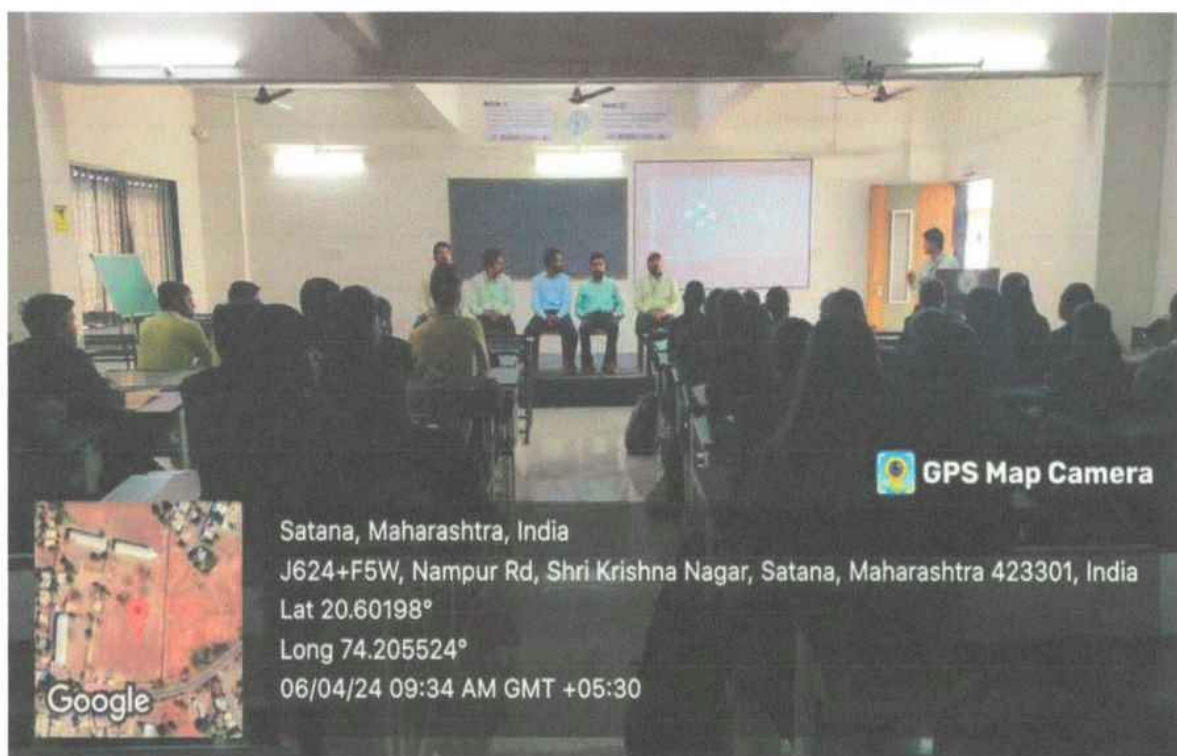 GPS Map Camera
Satana, Maharashtra, India
J624+F5W, Nampur Rd, Shri Krishna Nagar, Satana, Maharashtra 423301, India
Lat 20.60198°
Long 74.205524°
06/04/24 09:34 AM GMT +05:30
Google